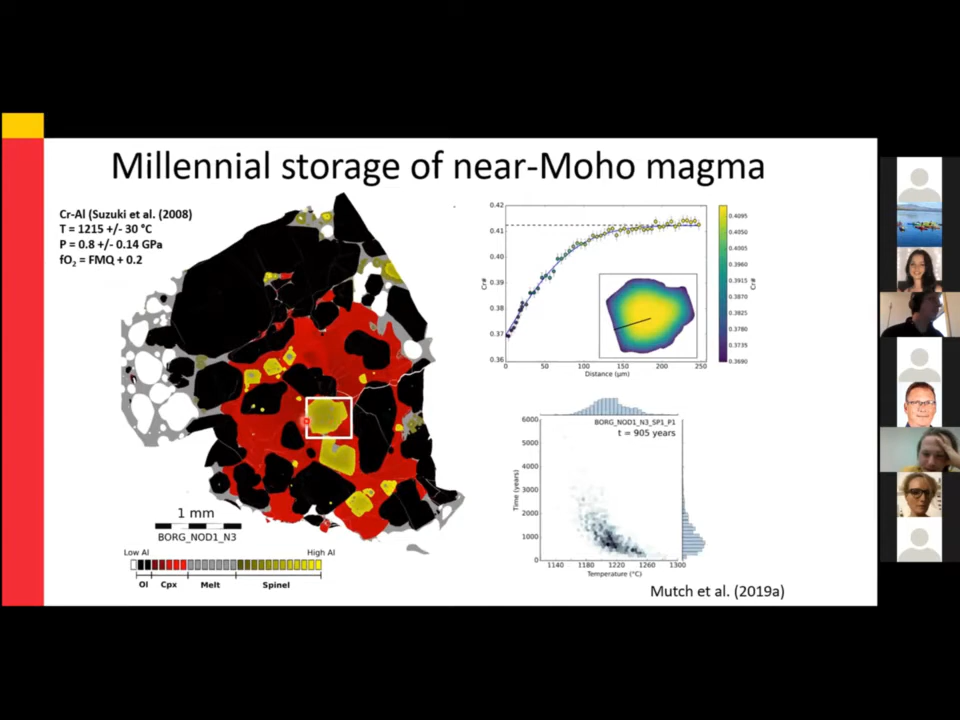 Millennial storage of near-Moho magma
Cr-Al (Suzuki et al. (2008)
T = 1215 +/- 30 °C
P = 0.8 +/- 0.14 GPa
fO2 = FMQ + 0.2
1 mm
BORG_NOD1_N3
Low Al
High Al
Ol
Cpx
Melt
Spinel
0.42
0.41
0.40
0.39
0.38
0.37
0.36
Cr#
0 50 100 150 200 250
Distance (µm)
0.4095
0.4050
0.4005
0.3960
0.3915
0.3870
0.3825
0.3780
0.3735
0.3690
Cr#
BORG_NOD1_N3_SP1_P1
t = 905 years
6000
5000
4000
3000
2000
1000
0
Time (years)
1140 1180 1220 1260 1300
Temperature (°C)
Mutch et al. (2019a)